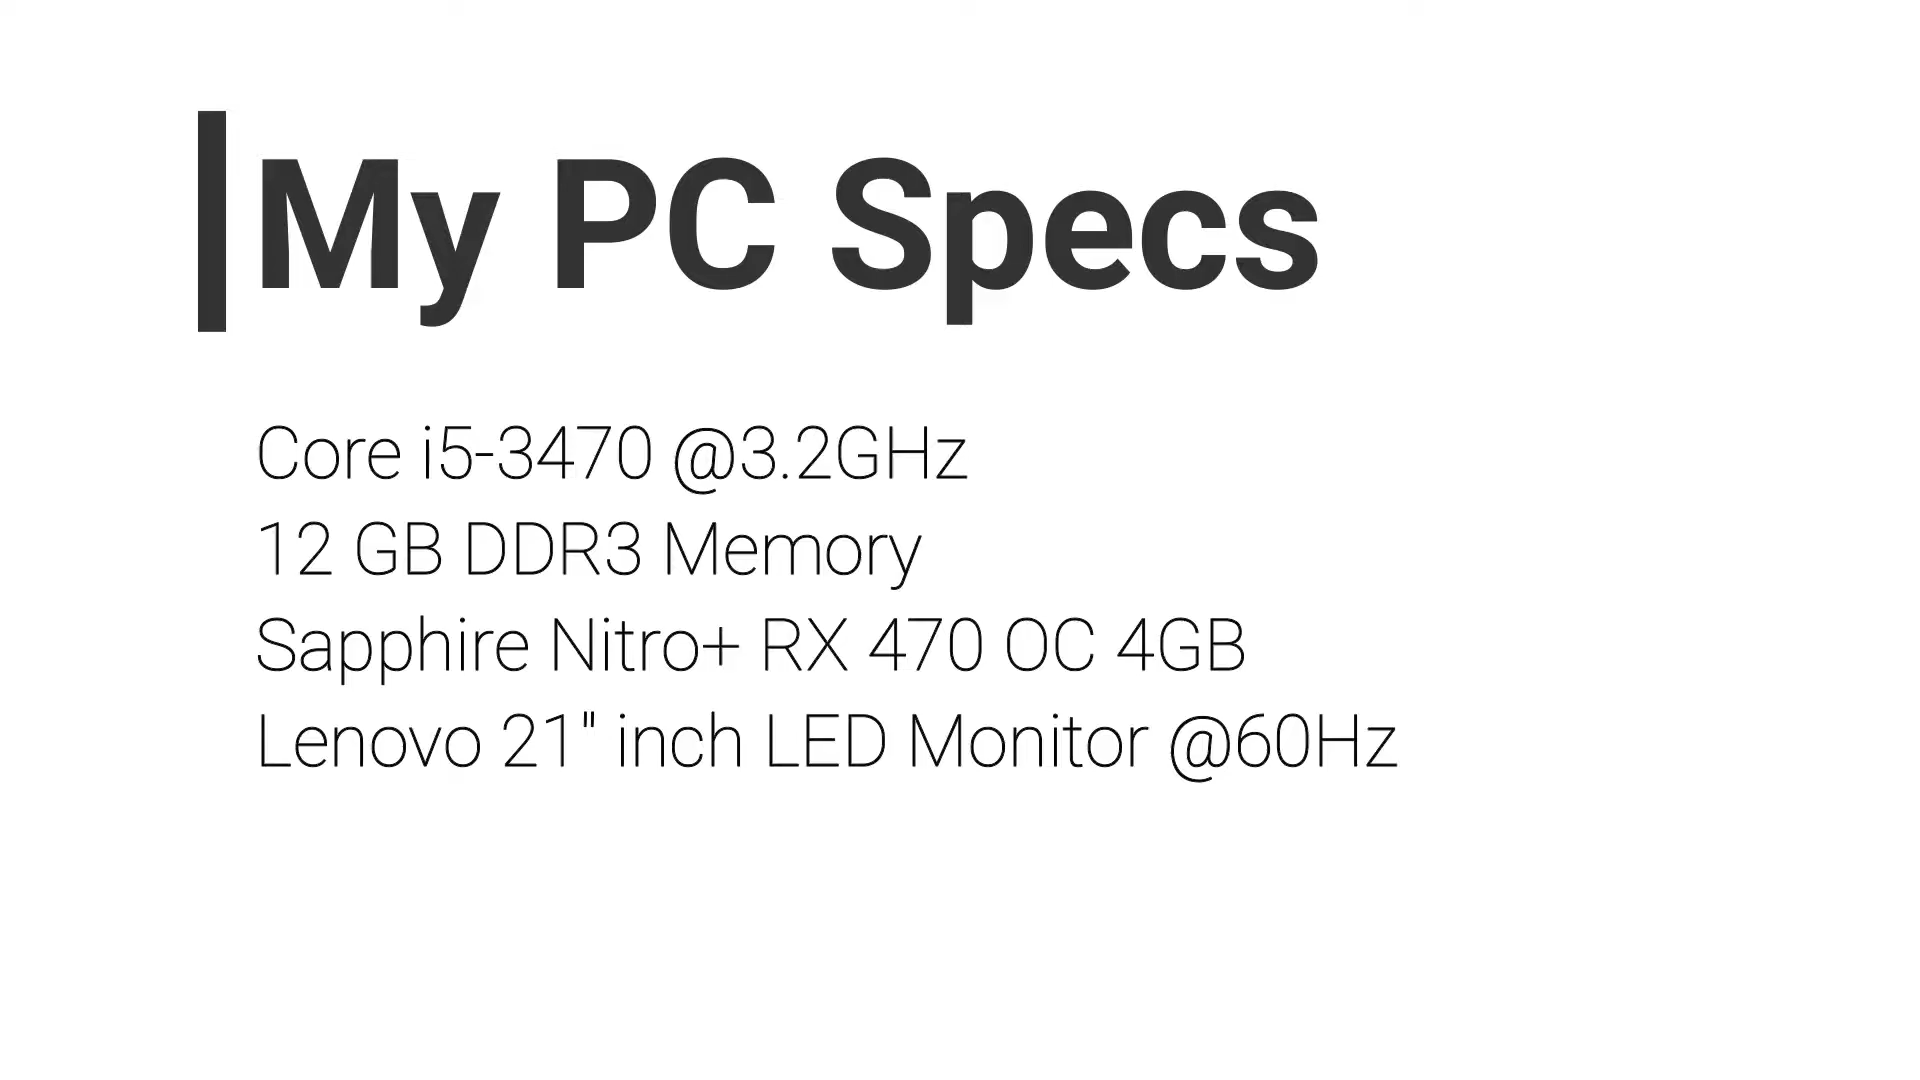 My PC Specs
Core i5-3470 @3.2GHz
12 GB DDR3 Memory
Sapphire Nitro+ RX 470 OC 4GB
Lenovo 21" inch LED Monitor @60Hz